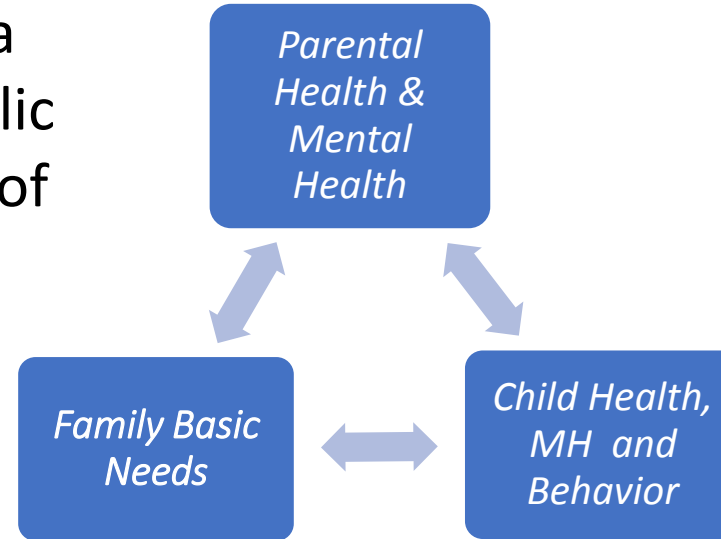 a
lic
of
Parental
Health &
Mental
Health
Family Basic
Needs
Child Health,
MH and
Behavior